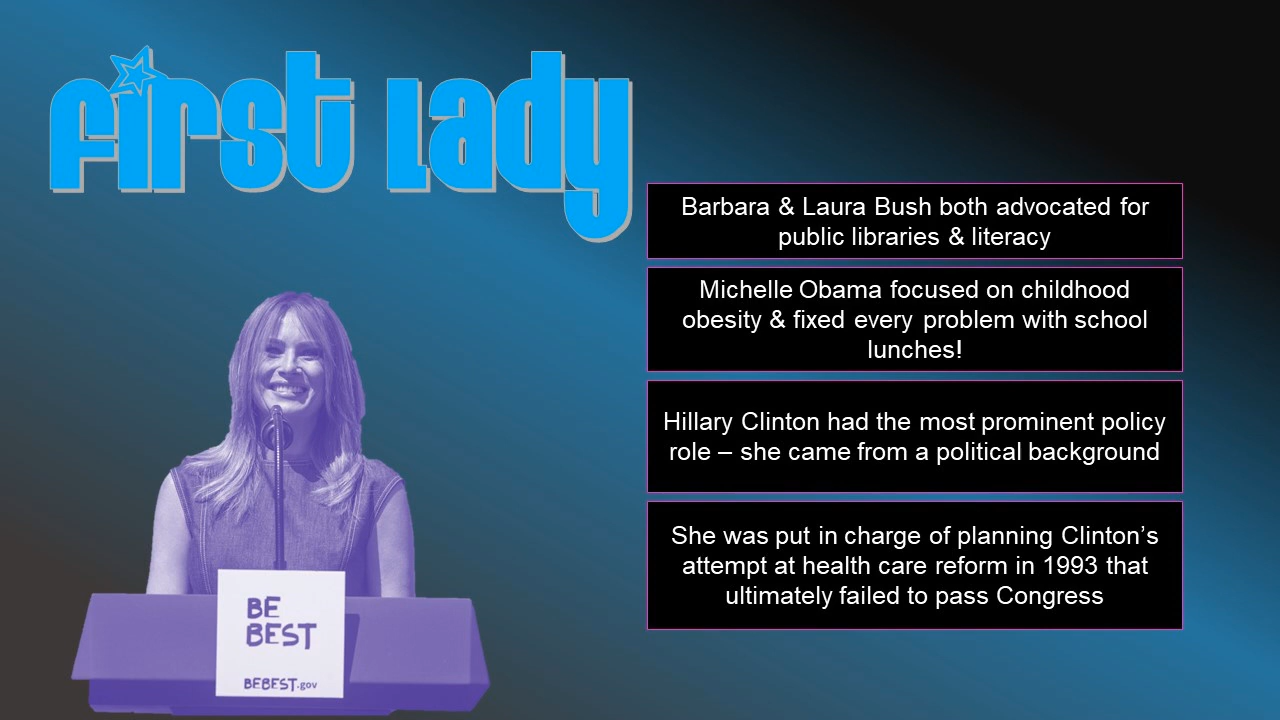 First Lady
Barbara & Laura Bush both advocated for
public libraries & literacy
Michelle Obama focused on childhood
obesity & fixed every problem with school
lunches!
Hillary Clinton had the most prominent policy
role – she came from a political background
She was put in charge of planning Clinton’s
attempt at health care reform in 1993 that
ultimately failed to pass Congress
BE
BEST
BEBEST.gov